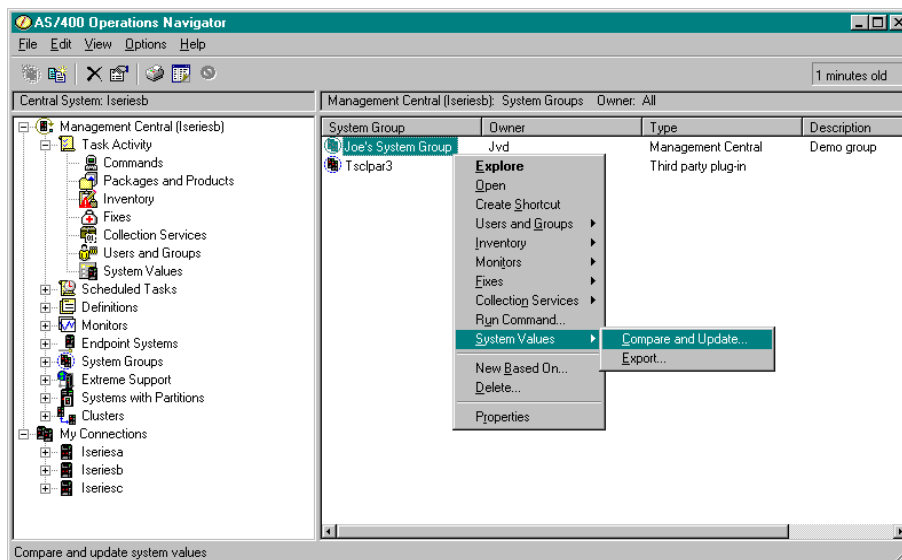 AS/400 Operations Navigator
File Edit View Options Help
1 minutes old
Central System: Iseriesb
Management Central (Iseriesb): System Groups Owner: All
Management Central (Iseriesb)
Task Activity
Commands
Packages and Products
Inventory
Fixes
Collection Services
Users and Groups
System Values
Scheduled Tasks
Definitions
Monitors
Endpoint Systems
System Groups
Extreme Support
Systems with Partitions
Clusters
My Connections
Iseriesa
Iseriesb
Iseriesc
System Group Owner Type Description
Joe's System Group Jvd Management Central Demo group
Tsclpar3 Third party plug-in
Explore
Open
Create Shortcut
Users and Groups
Inventory
Monitors
Fixes
Collection Services
Run Command...
System Values
New Based On...
Delete...
Properties
Compare and Update...
Export...
Compare and update system values